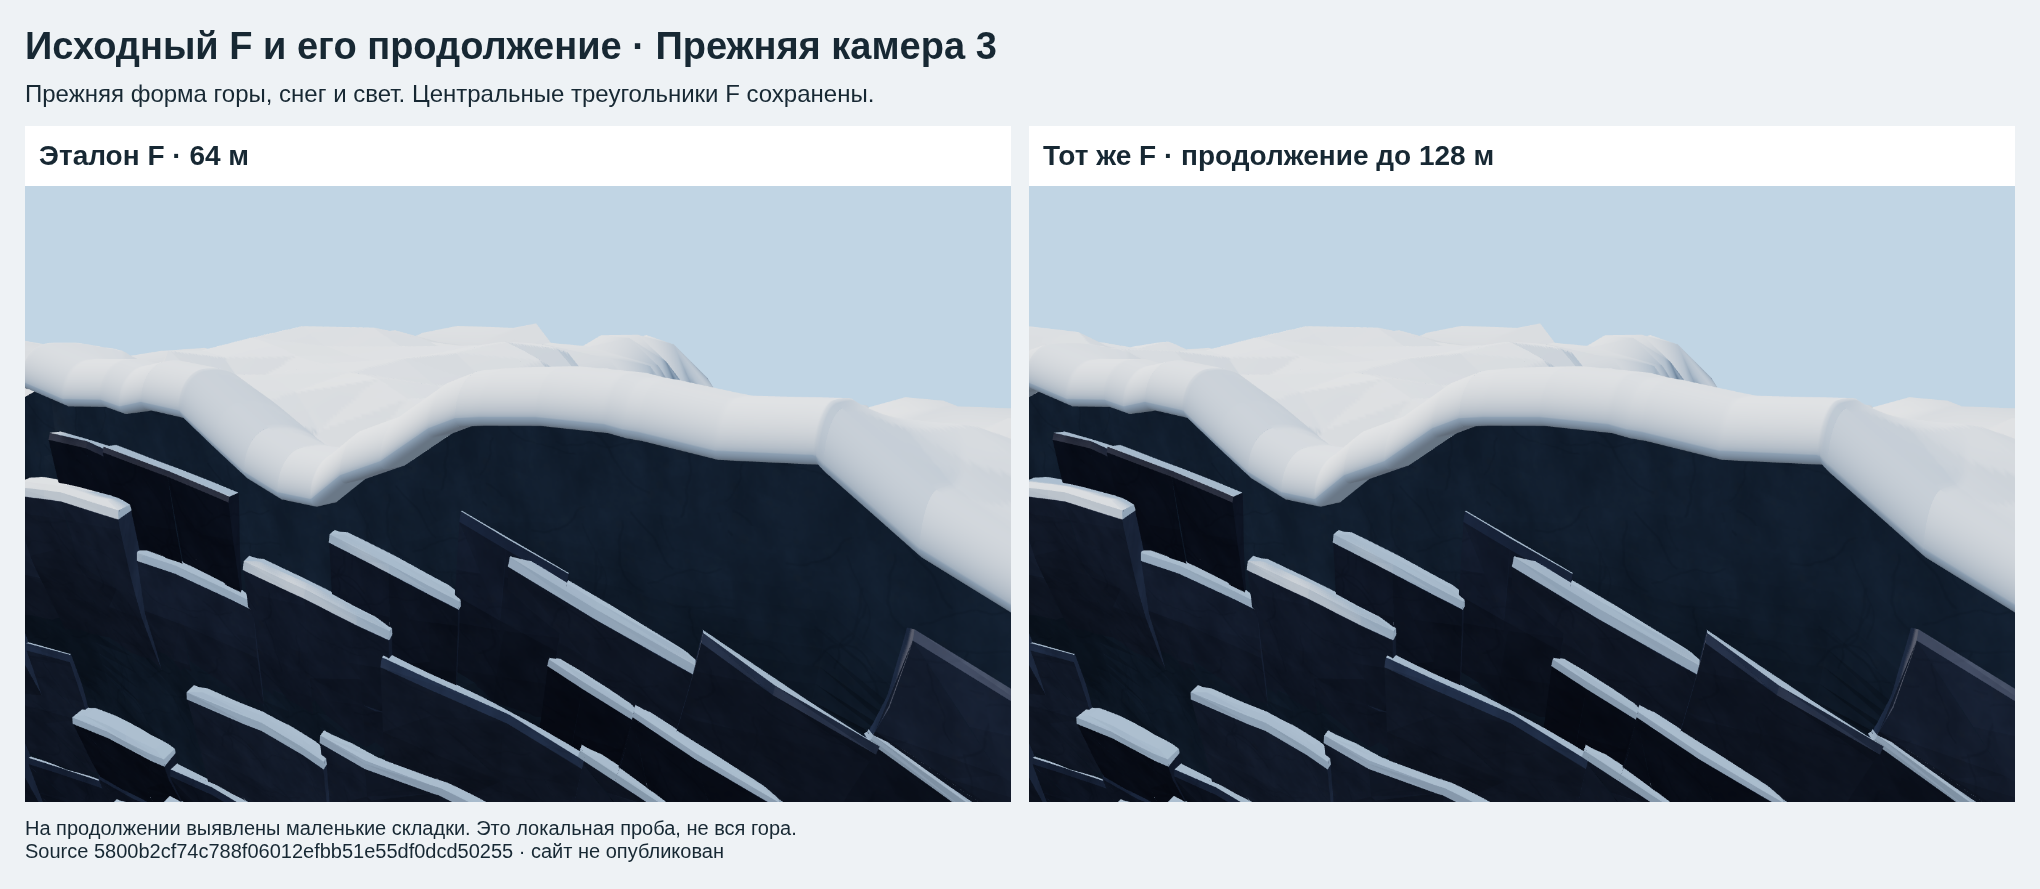 Исходный F и его продолжение · Прежняя камера 3
Прежняя форма горы, снег и свет. Центральные треугольники F сохранены.
Эталон F · 64 м
Тот же F · продолжение до 128 м
На продолжении выявлены маленькие складки. Это локальная проба, не вся гора.
Source 5800b2cf74c788f06012efbb51e55df0dcd50255 · сайт не опубликован